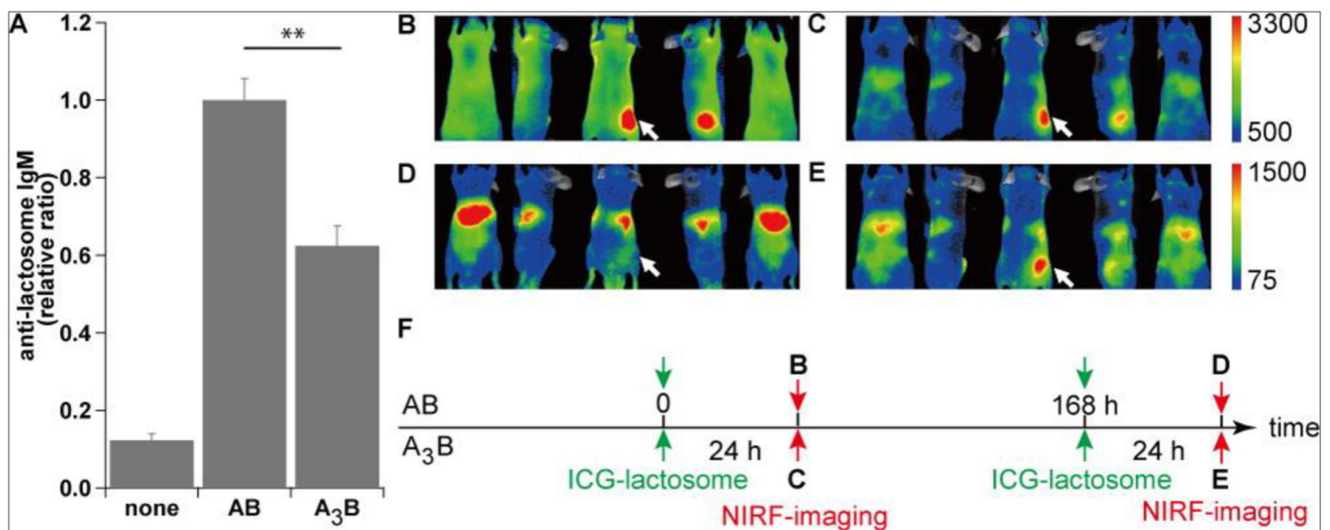 A
anti-lactosome IgM
(relative ratio)
1.2
1.0
0.8
0.6
0.4
0.2
0.0
**
none AB A₃B
B
C
3300
500
D
E
1500
75
F
B D
AB 0 168 h
time
A₃B 24 h 24 h
ICG-lactosome C ICG-lactosome E
NIRF-imaging NIRF-imaging